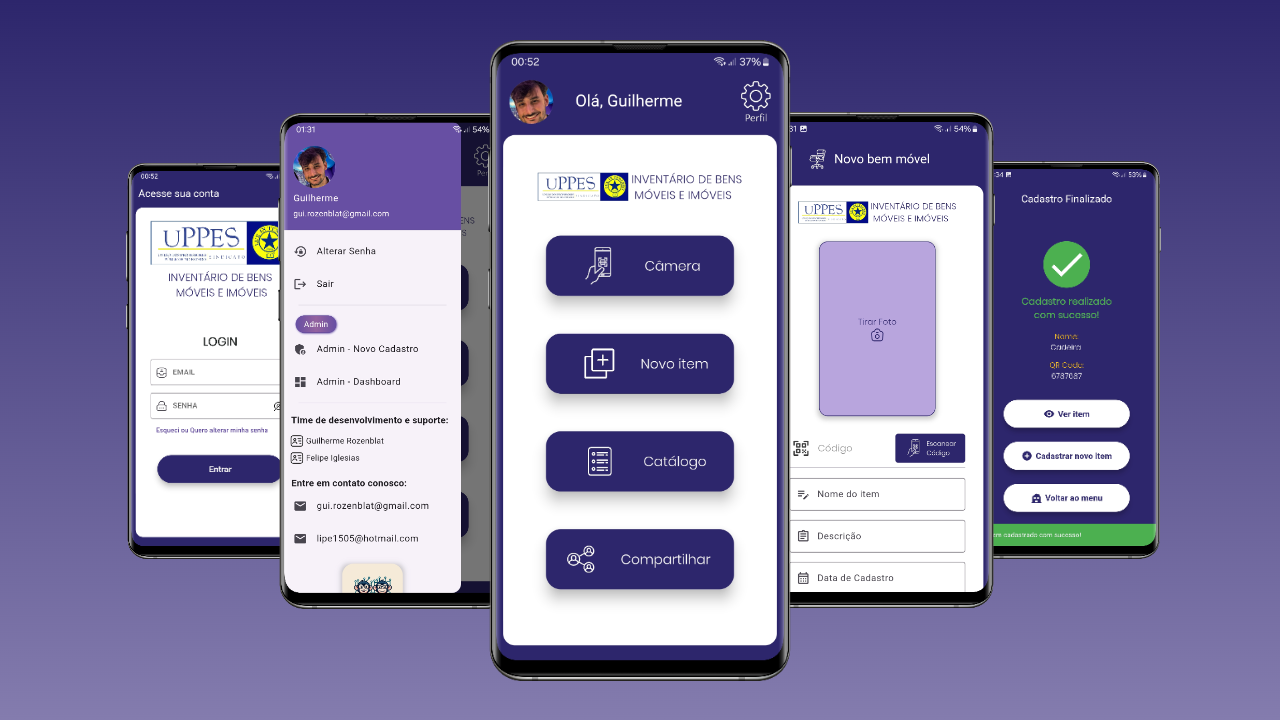 00:52
Acesse sua conta
UPPES
SINDICATO
INVENTÁRIO DE BENS
MÓVEIS E IMÓVEIS
LOGIN
EMAIL
SENHA
Esqueci ou Quero alterar minha senha
Entrar
01:31
54%
Guilherme
gui.rozenblat@gmail.com
Alterar Senha
Sair
Admin
Admin - Novo Cadastro
Admin - Dashboard
Time de desenvolvimento e suporte:
Guilherme Rozenblat
Felipe Iglesias
Entre em contato conosco:
gui.rozenblat@gmail.com
lipe1505@hotmail.com
00:52
37%
Olá, Guilherme
Perfil
UPPES
INVENTÁRIO DE BENS
MÓVEIS E IMÓVEIS
Câmera
Novo item
Catálogo
Compartilhar
31
54%
Novo bem móvel
UPPES
INVENTÁRIO DE BENS
MÓVEIS E IMÓVEIS
Tirar Foto
Código
Escanear
Código
Nome do item
Descrição
Data de Cadastro
:34
53%
Cadastro Finalizado
Cadastro realizado
com sucesso!
Nome:
Cadeira
QR Code:
6737637
Ver item
Cadastrar novo item
Voltar ao menu
em cadastrado com sucesso!